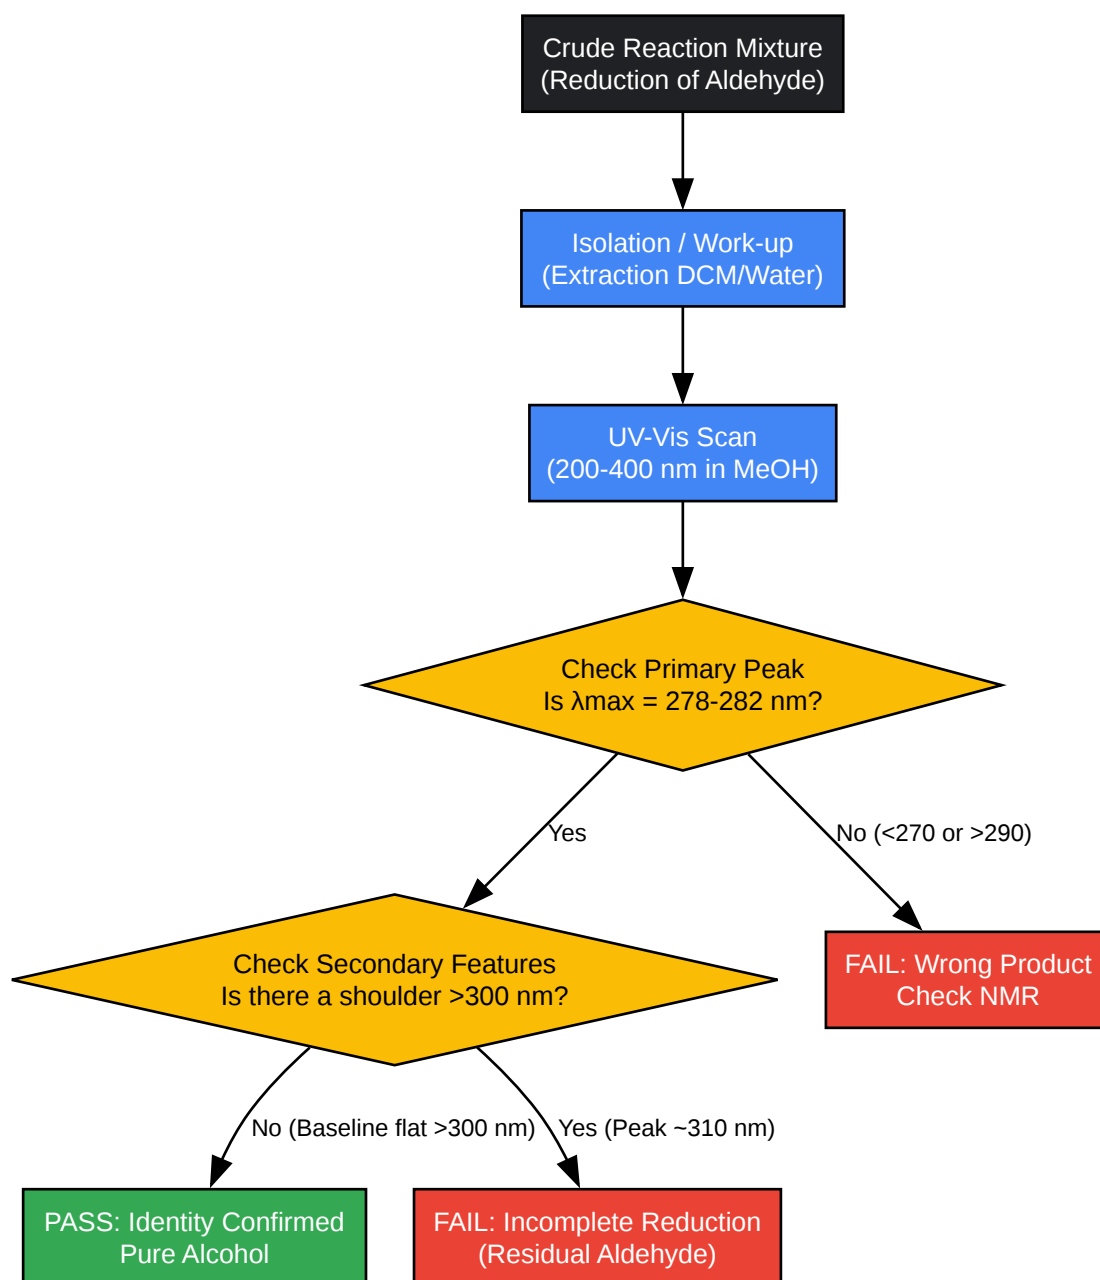 Crude Reaction Mixture
(Reduction of Aldehyde)
Isolation / Work-up
(Extraction DCM/Water)
UV-Vis Scan
(200-400 nm in MeOH)
Check Primary Peak
Is λmax = 278-282 nm?
Yes
No (<270 or >290)
Check Secondary Features
Is there a shoulder >300 nm?
FAIL: Wrong Product
Check NMR
No (Baseline flat >300 nm)
Yes (Peak ~310 nm)
PASS: Identity Confirmed
Pure Alcohol
FAIL: Incomplete Reduction
(Residual Aldehyde)